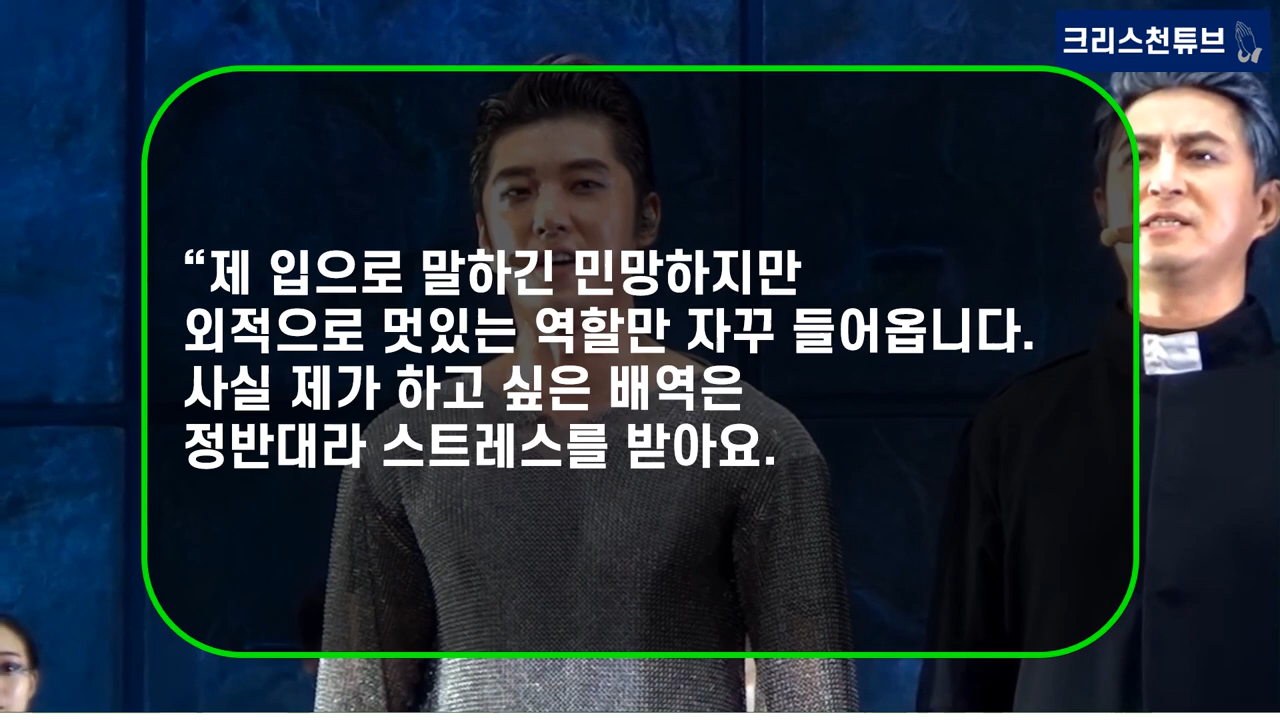 크리스천튜브
“제 입으로 말하긴 민망하지만
외적으로 멋있는 역할만 자꾸 들어옵니다.
사실 제가 하고 싶은 배역은
정반대라 스트레스를 받아요.